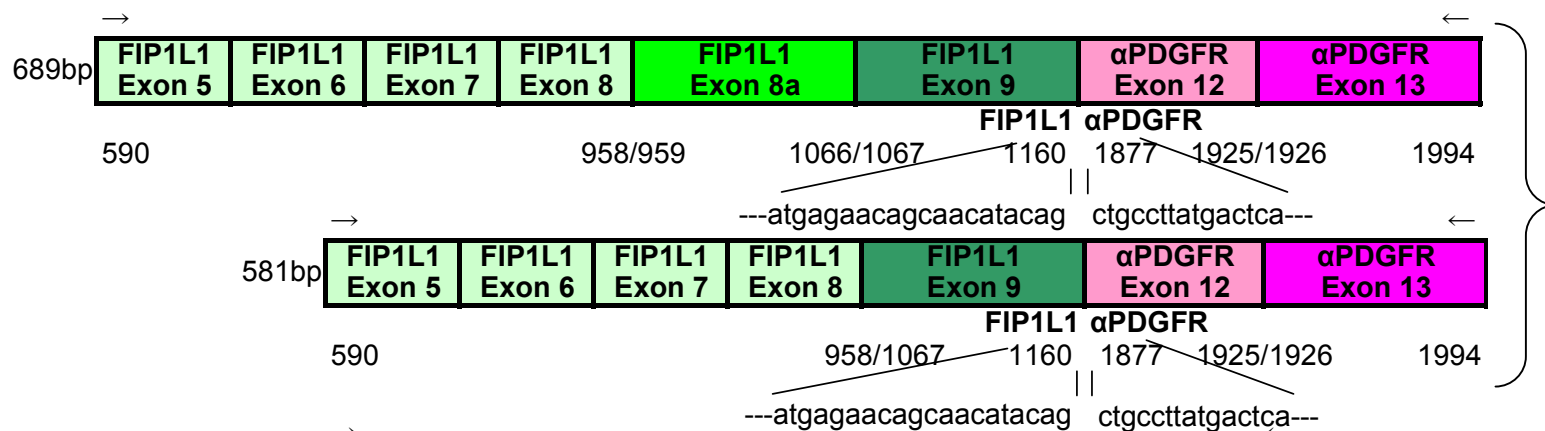 → ←
689bp FIP1L1 Exon 5 FIP1L1 Exon 6 FIP1L1 Exon 7 FIP1L1 Exon 8 FIP1L1 Exon 8a FIP1L1 Exon 9 αPDGFR Exon 12 αPDGFR Exon 13
FIP1L1 αPDGFR
590 958/959 1066/1067 1160 1877 1925/1926 1994
---atgagaacagcaacatacag ctgccttatgactca---
→ ←
581bp FIP1L1 Exon 5 FIP1L1 Exon 6 FIP1L1 Exon 7 FIP1L1 Exon 8 FIP1L1 Exon 9 αPDGFR Exon 12 αPDGFR Exon 13
FIP1L1 αPDGFR
590 958/1067 1160 1877 1925/1926 1994
---atgagaacagcaacatacag ctgccttatgactca---